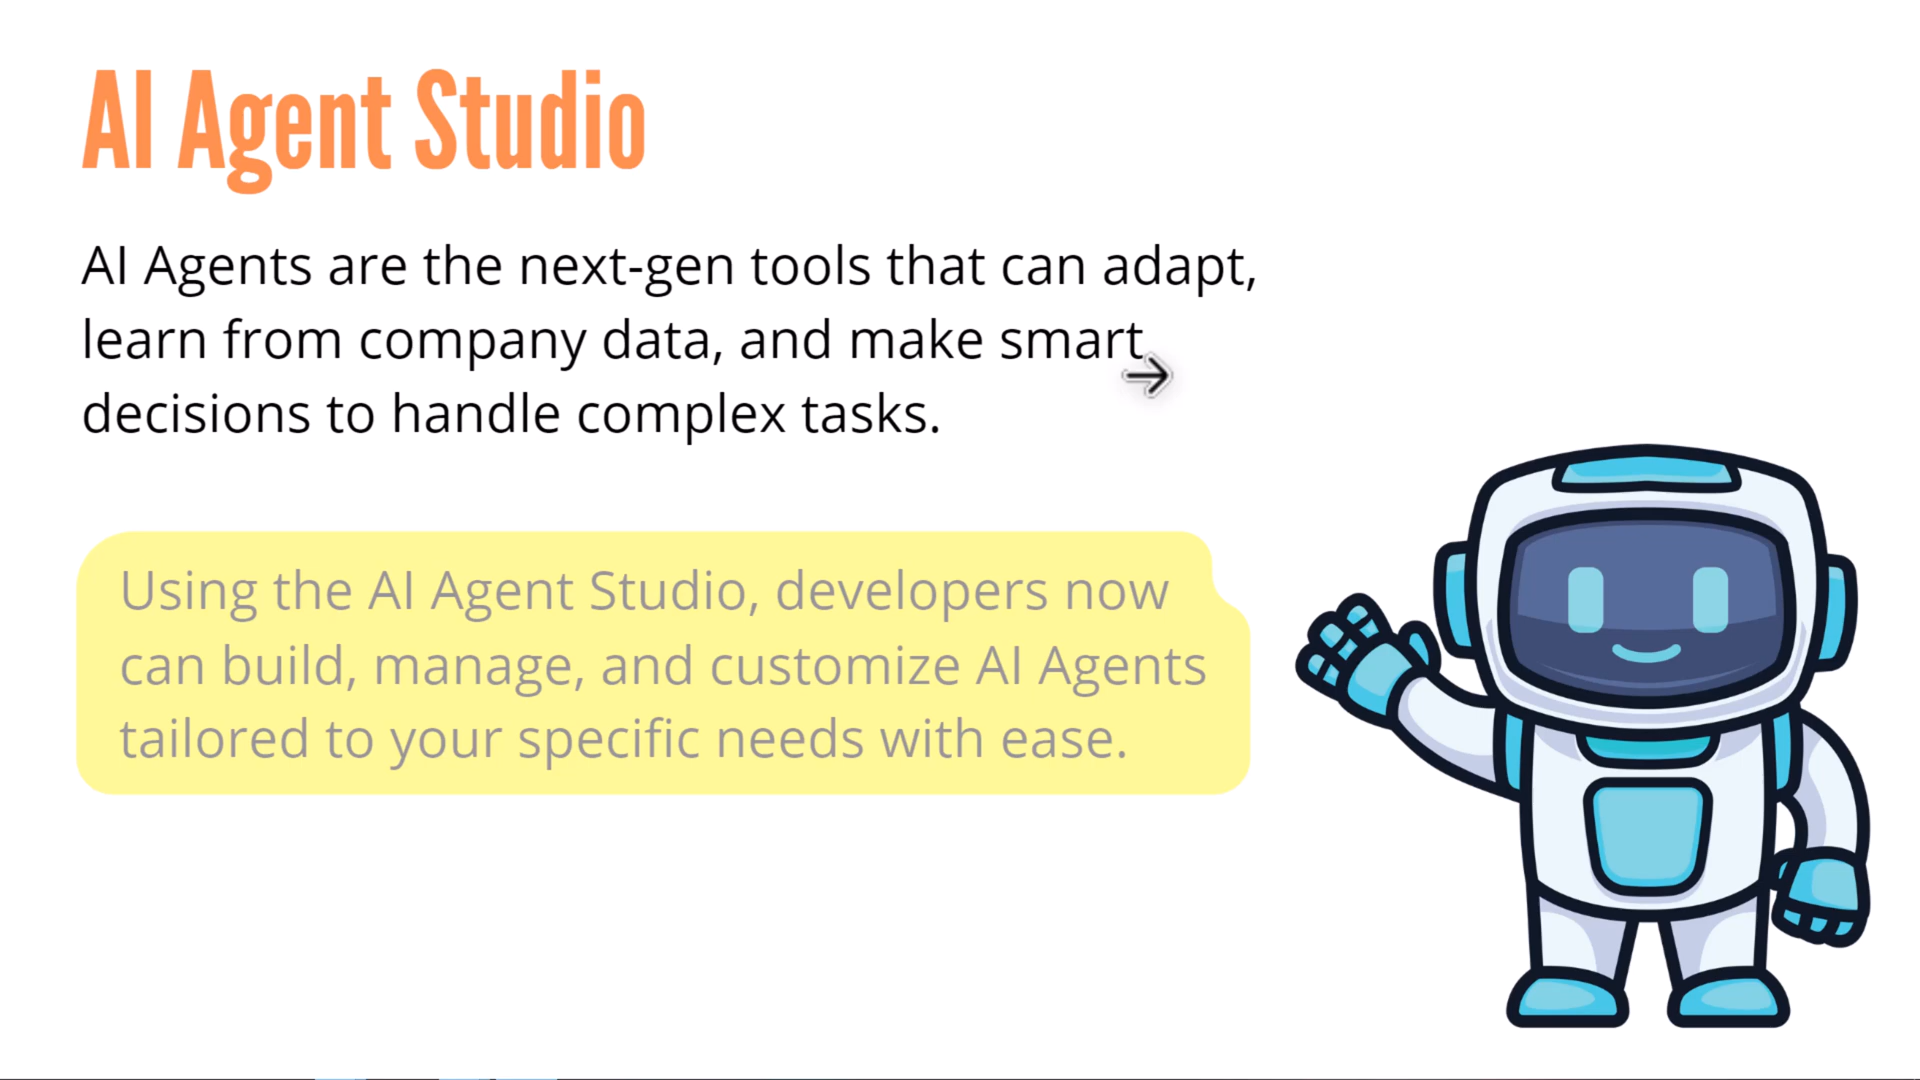 AI Agent Studio
AI Agents are the next-gen tools that can adapt,
learn from company data, and make smart
decisions to handle complex tasks.
Using the AI Agent Studio, developers now
can build, manage, and customize AI Agents
tailored to your specific needs with ease.